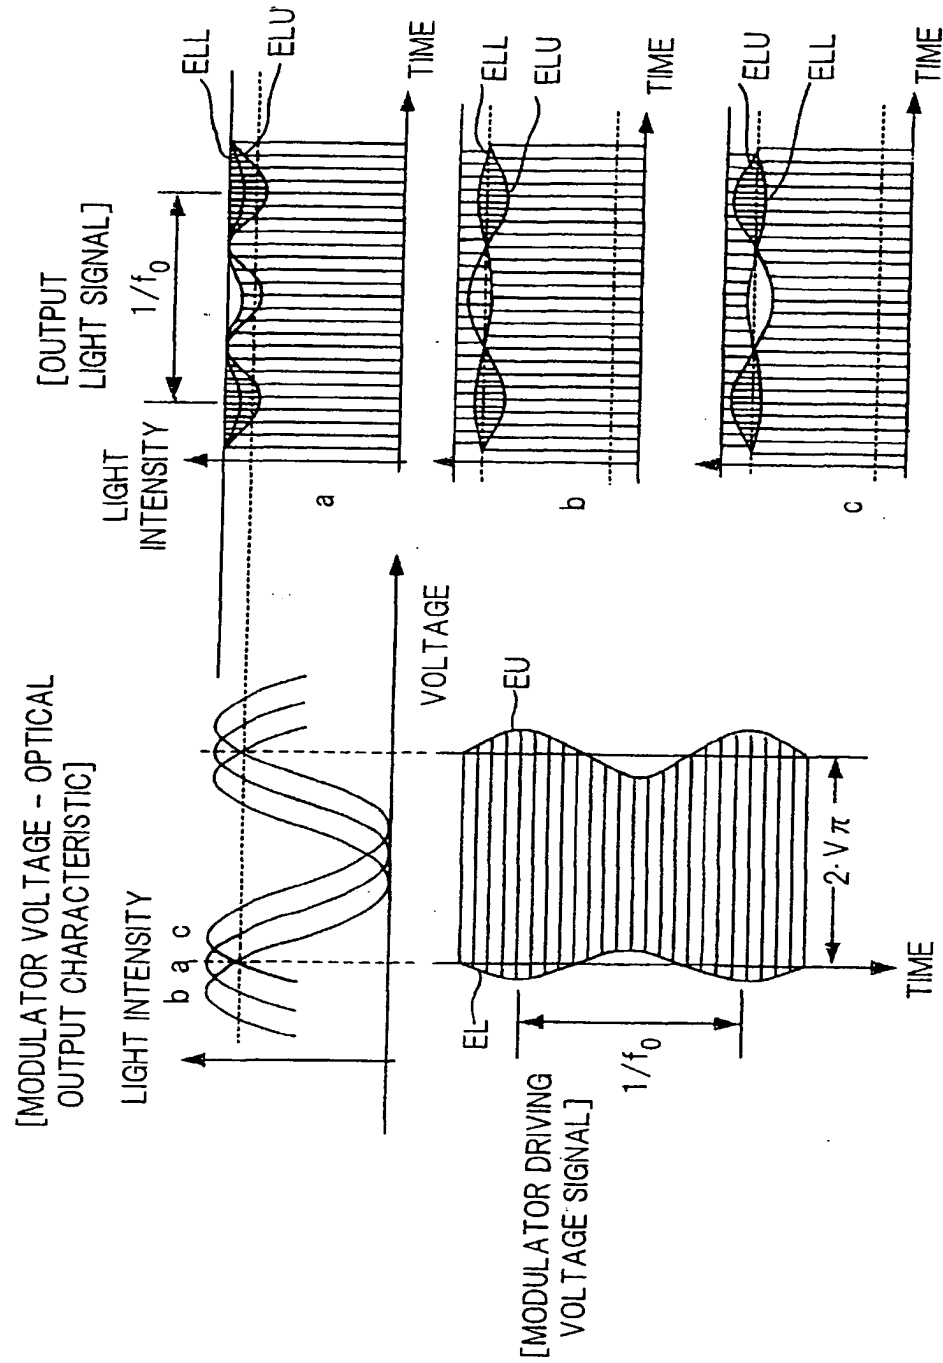 [MODULATOR VOLTAGE - OPTICAL
OUTPUT CHARACTERISTIC]
LIGHT INTENSITY
b a c
VOLTAGE
[OUTPUT
LIGHT SIGNAL]
LIGHT
INTENSITY
1/f0
ELL
ELU
TIME
a
ELL
ELU
TIME
b
ELU
ELL
TIME
c
[MODULATOR DRIVING
VOLTAGE SIGNAL]
EL
EU
1/f0
2·Vπ
TIME